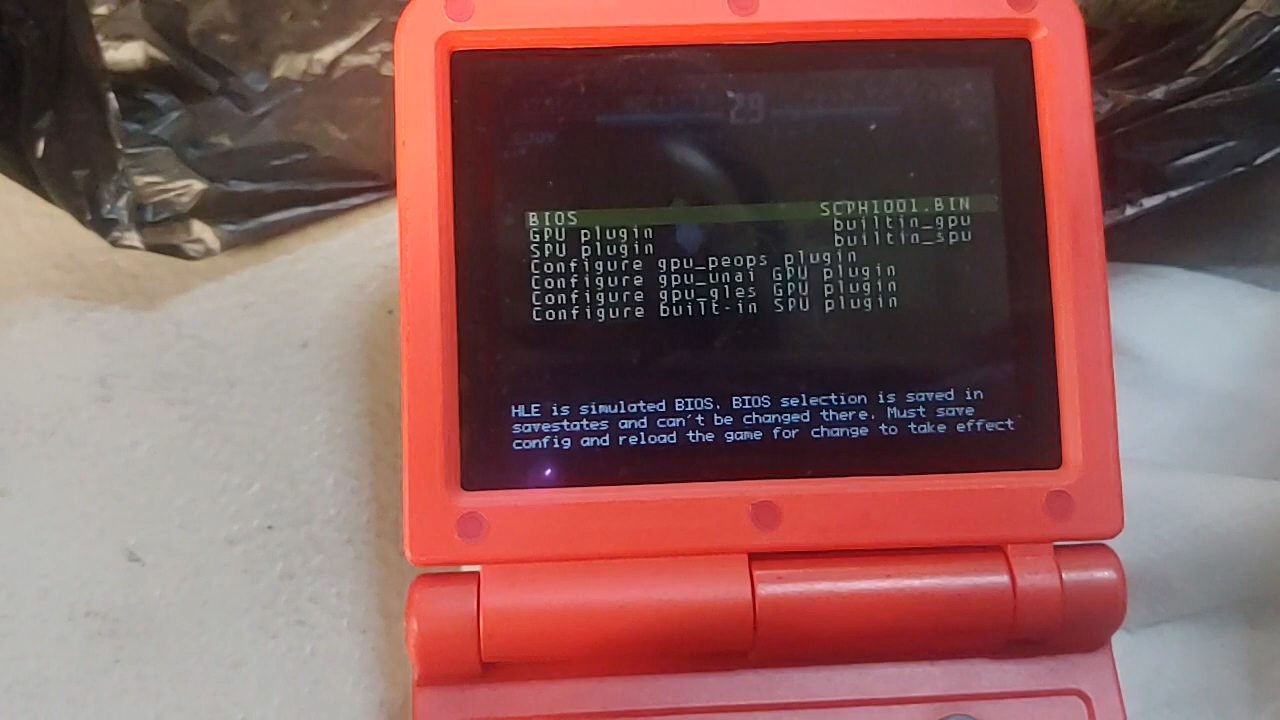 29
BIOS SCPH1001.BIN
GPU plugin builtin_gpu
SPU plugin builtin_spu
Configure gpu_peops plugin
Configure gpu_unai GPU plugin
Configure gpu_gles GPU plugin
Configure built-in SPU plugin
HLE is simulated BIOS. BIOS selection is saved in
savestates and can't be changed there. Must save
config and reload the game for change to take effect